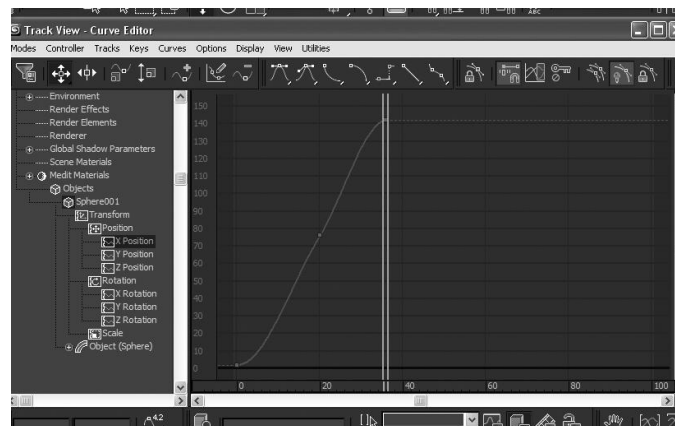 Track View - Curve Editor
Modes Controller Tracks Keys Curves Options Display View Utilities
Environment
Render Effects
Render Elements
Renderer
Global Shadow Parameters
Scene Materials
Medit Materials
Objects
Sphere001
Transform
Position
X Position
Y Position
Z Position
Rotation
X Rotation
Y Rotation
Z Rotation
Scale
Object (Sphere)
150
140
130
120
110
100
90
80
70
60
50
40
30
20
10
0
0 20 40 60 80 100
4.2